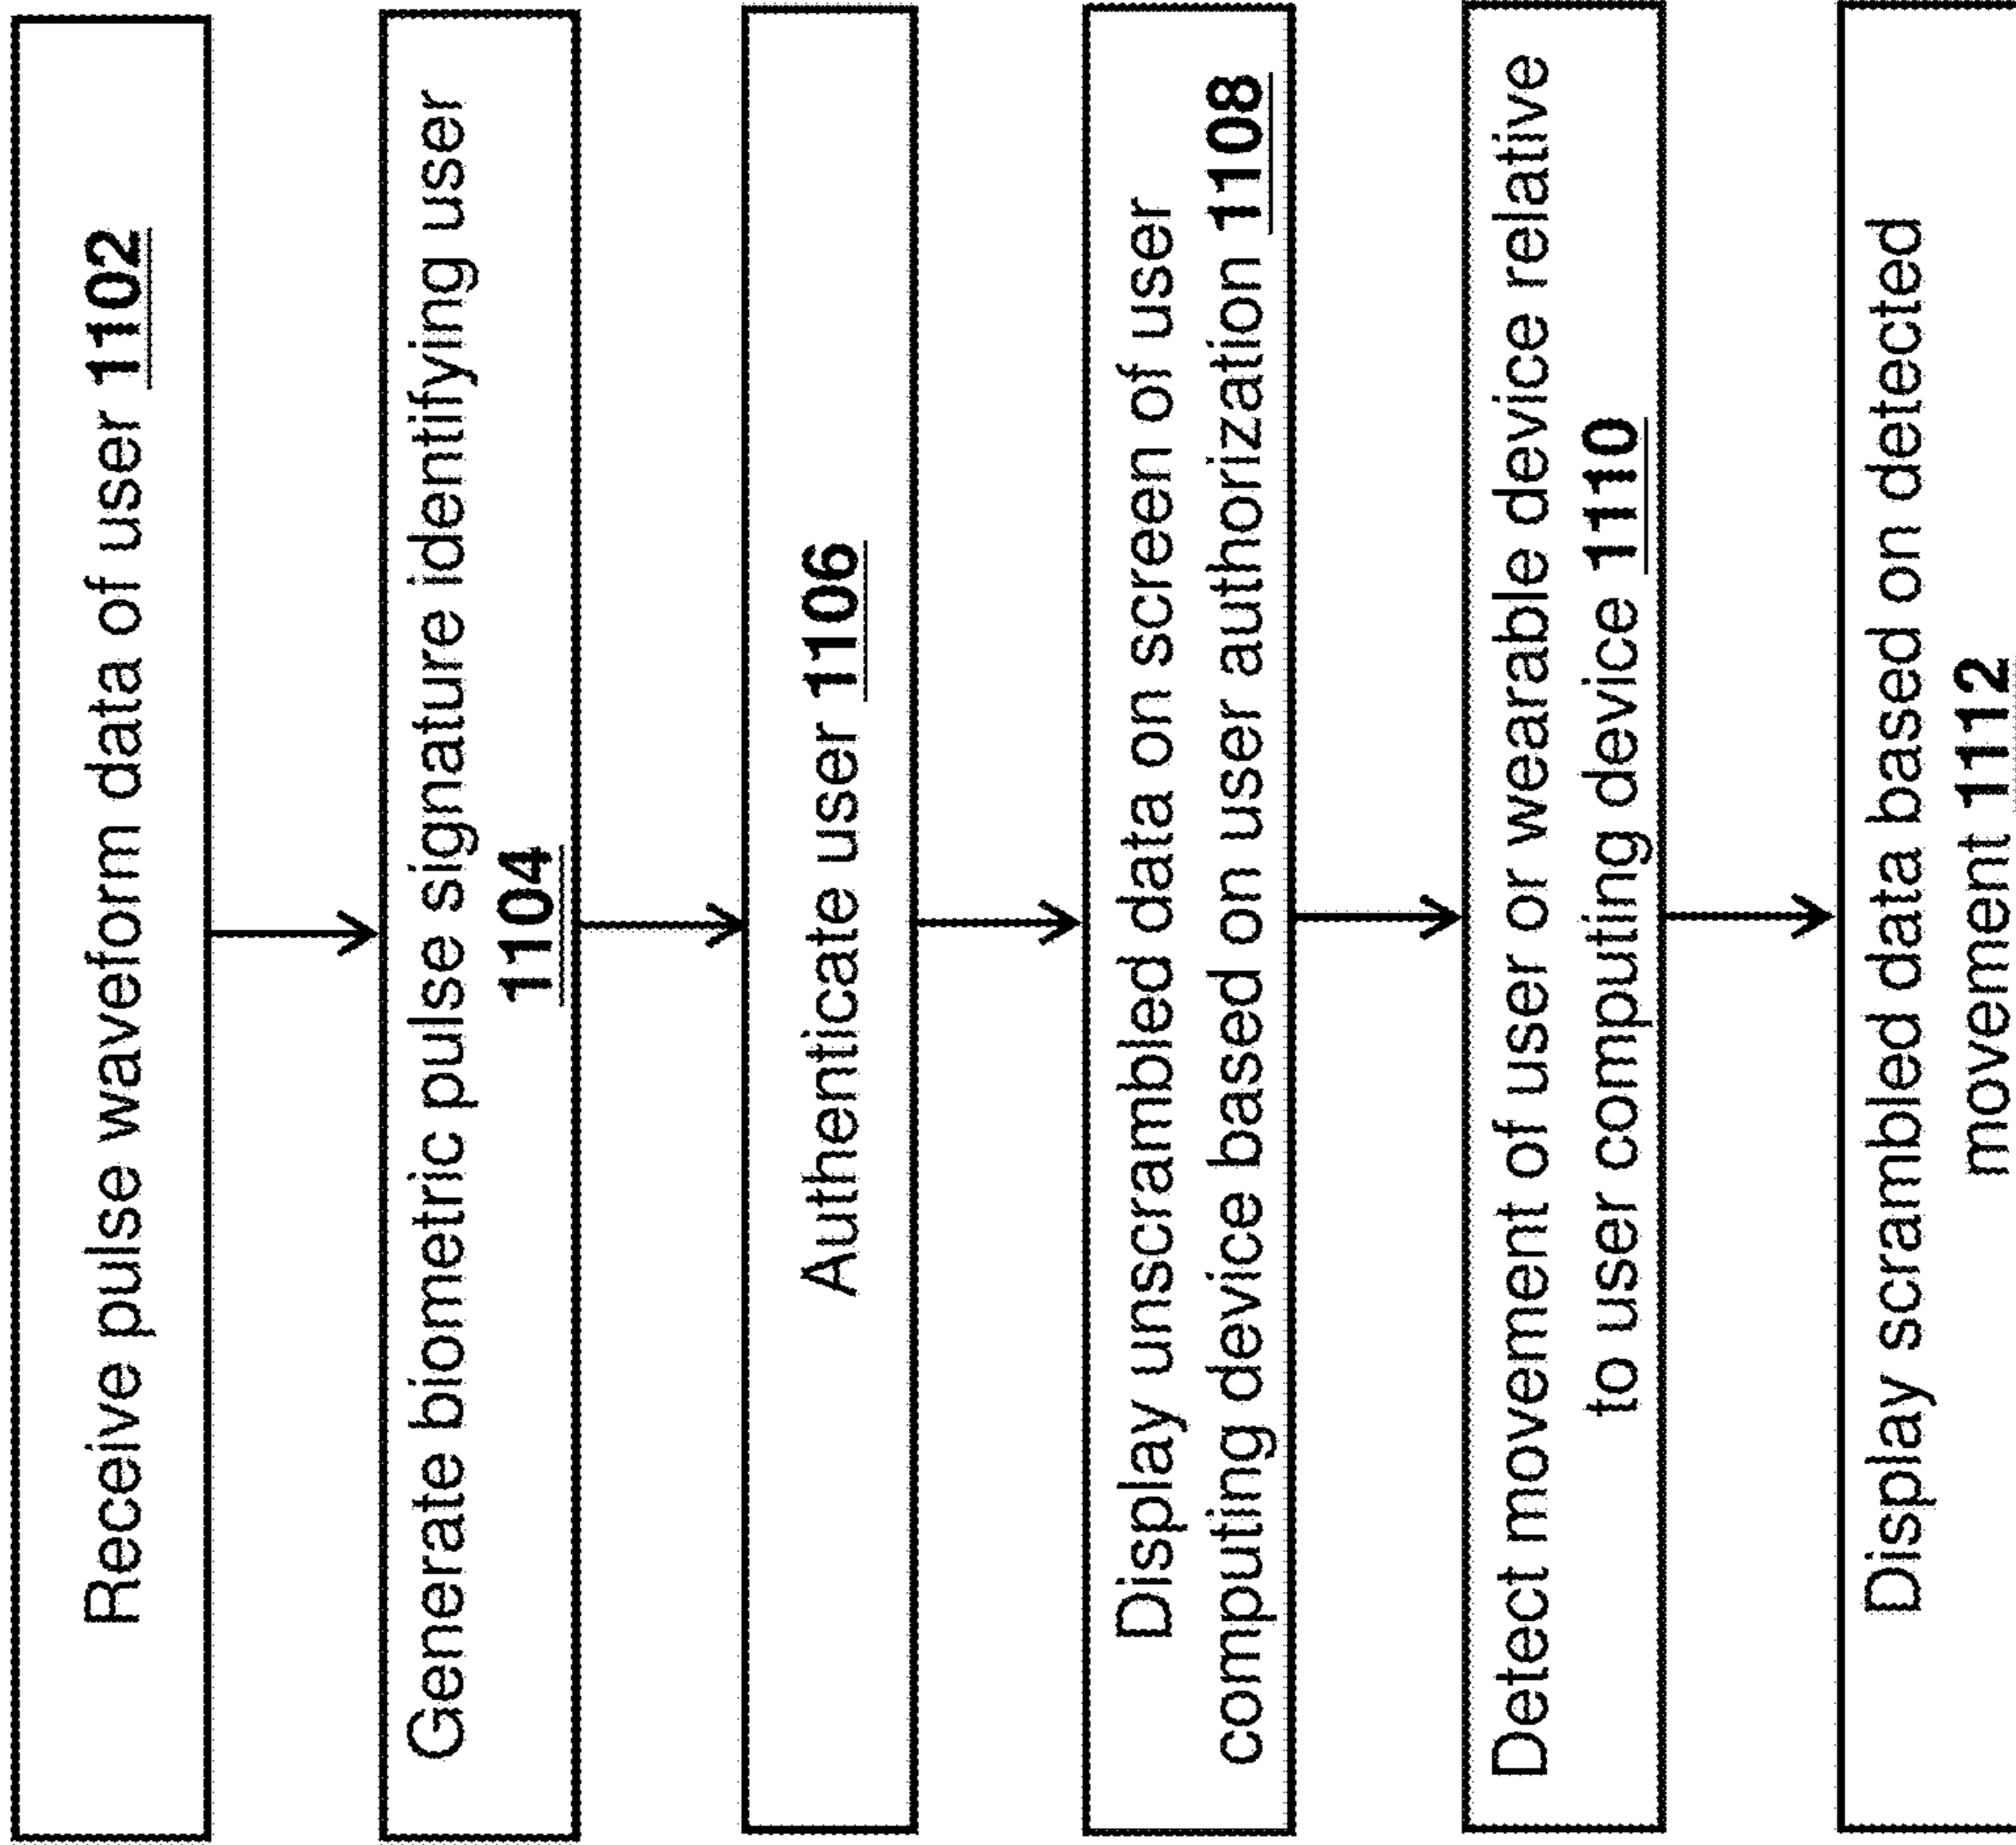 Receive pulse waveform data of user 1102
Generate biometric pulse signature identifying user
1104
Authenticate user 1106
Display unscrambled data on screen of user
computing device based on user authorization 1108
Detect movement of user or wearable device relative
to user computing device 1110
Display scrambled data based on detected
movement 1112